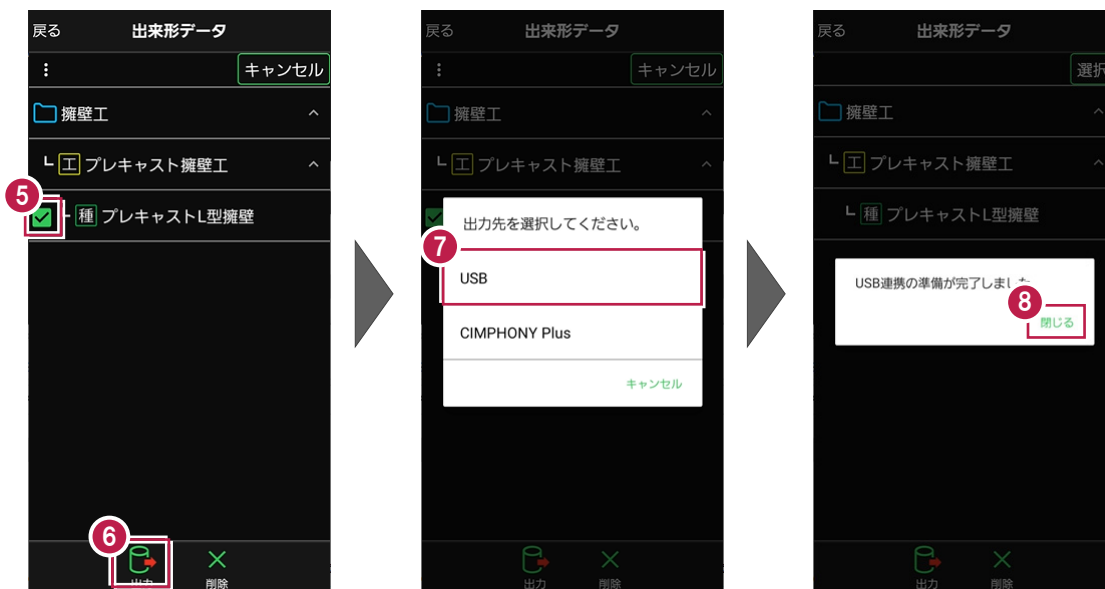 戻る 出来形データ
キャンセル
擁壁工
工 プレキャスト擁壁工
5
種 プレキャストL型擁壁
6
出力 削除
戻る 出来形データ
キャンセル
擁壁工
工 プレキャスト擁壁工
出力先を選択してください。
7
USB
CIMPHONY Plus
キャンセル
出力 削除
戻る 出来形データ
選択
擁壁工
工 プレキャスト擁壁工
種 プレキャストL型擁壁
USB連携の準備が完了しました
8
閉じる
出力 削除